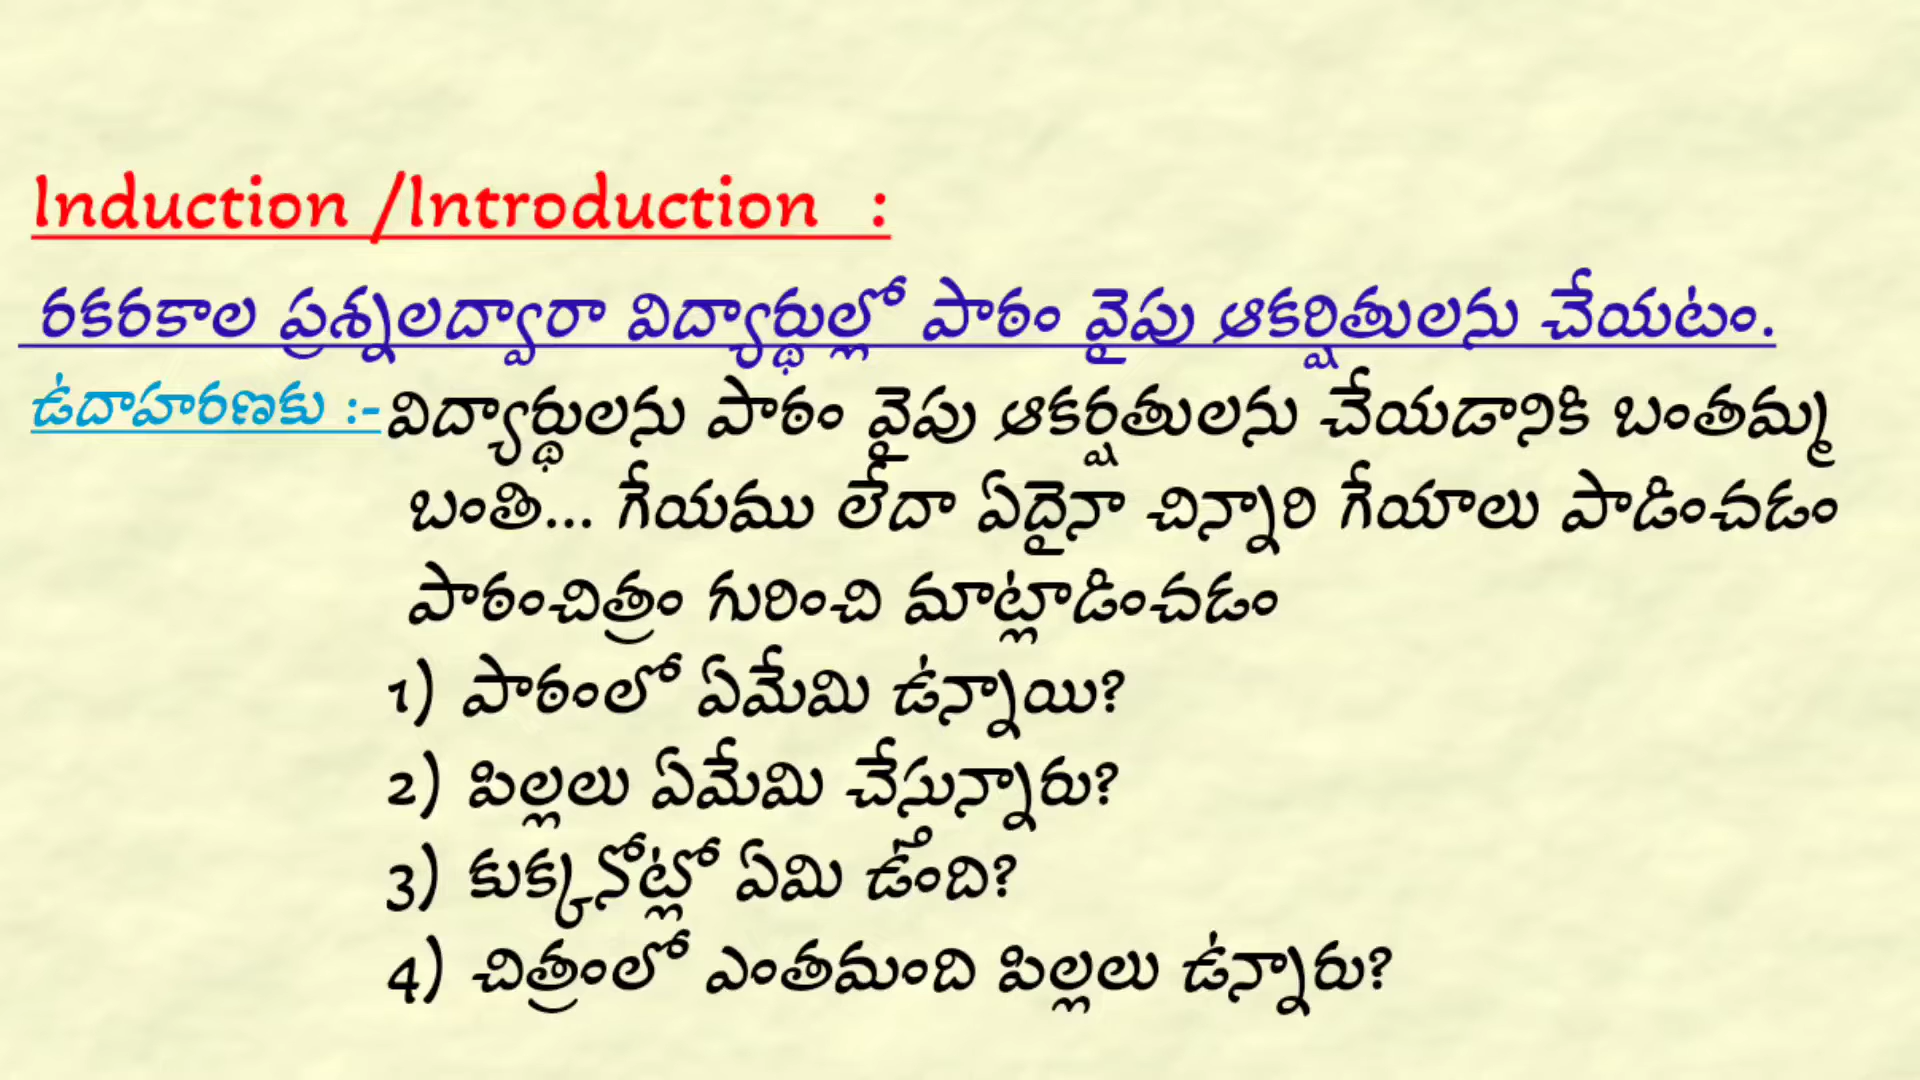 Induction /Introduction :
రకరకాల ప్రశ్నలద్వారా విద్యార్థుల్లో పాఠం వైపు ఆకర్షితులను చేయటం.
ఉదాహరణకు :-విద్యార్థులను పాఠం వైపు ఆకర్షతులను చేయడానికి బంతమ్మ
బంతి... గేయము లేదా ఏదైనా చిన్నారి గేయాలు పాడించడం
పాఠంచిత్రం గురించి మాట్లాడించడం
1) పాఠంలో ఏమేమి ఉన్నాయి?
2) పిల్లలు ఏమేమి చేస్తున్నారు?
3) కుక్కనోట్లో ఏమి ఉంది?
4) చిత్రంలో ఎంతమంది పిల్లలు ఉన్నారు?